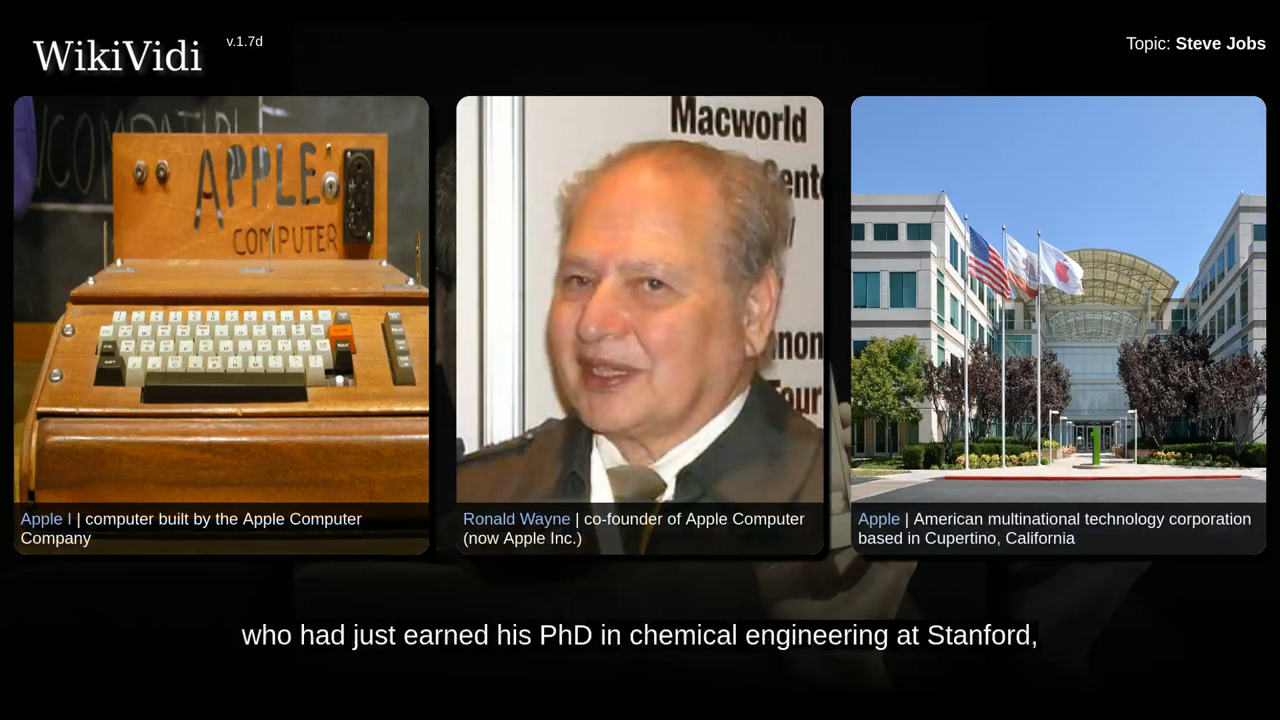 WikiVidi
v.1.7d
Topic: Steve Jobs
APPLE
COMPUTER
Macworld
Apple I | computer built by the Apple Computer
Company
Ronald Wayne | co-founder of Apple Computer
(now Apple Inc.)
Apple | American multinational technology corporation
based in Cupertino, California
who had just earned his PhD in chemical engineering at Stanford,